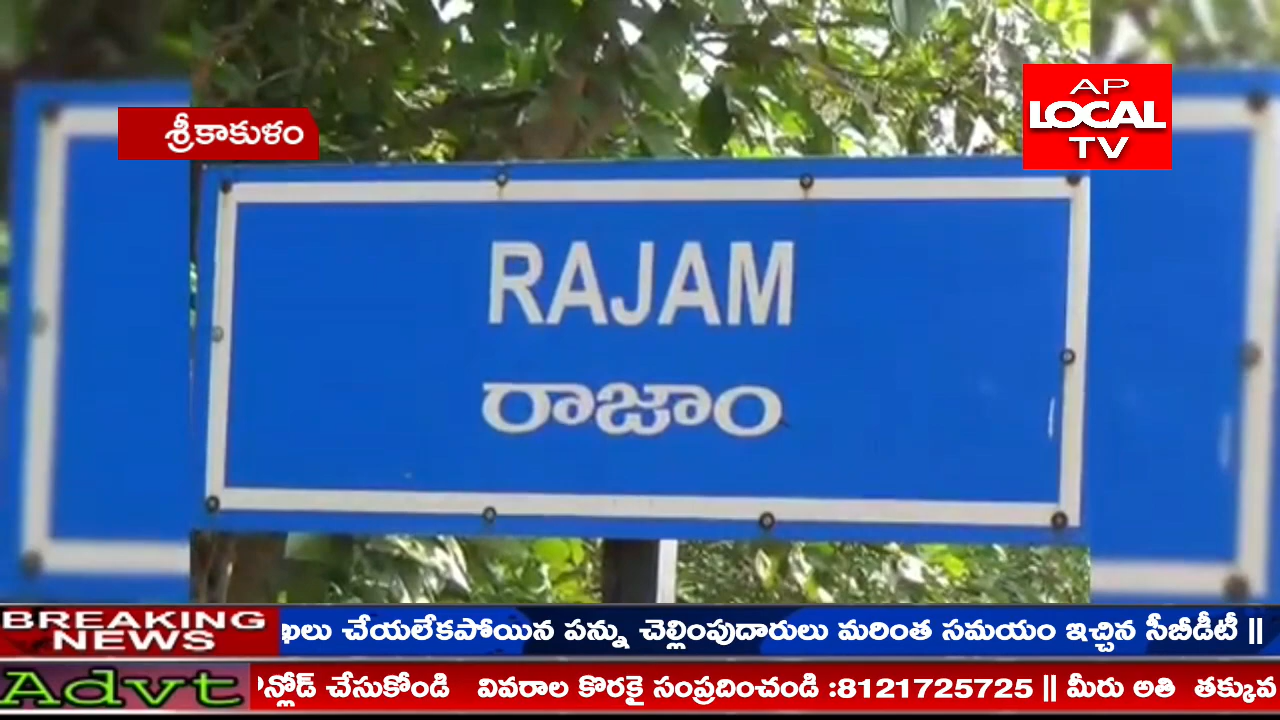 AP
LOCAL
TV
శ్రీకాకుళం
RAJAM
రాజాం
BREAKING
NEWS
ఖలు చేయలేకపోయిన పన్ను చెల్లింపుదారులు మరింత సమయం ఇచ్చిన సీబీడీటీ ||
Advt
న్లోడ్ చేసుకోండి వివరాల కొరకై సంప్రదించండి :8121725725 || మీరు అతి తక్కువ